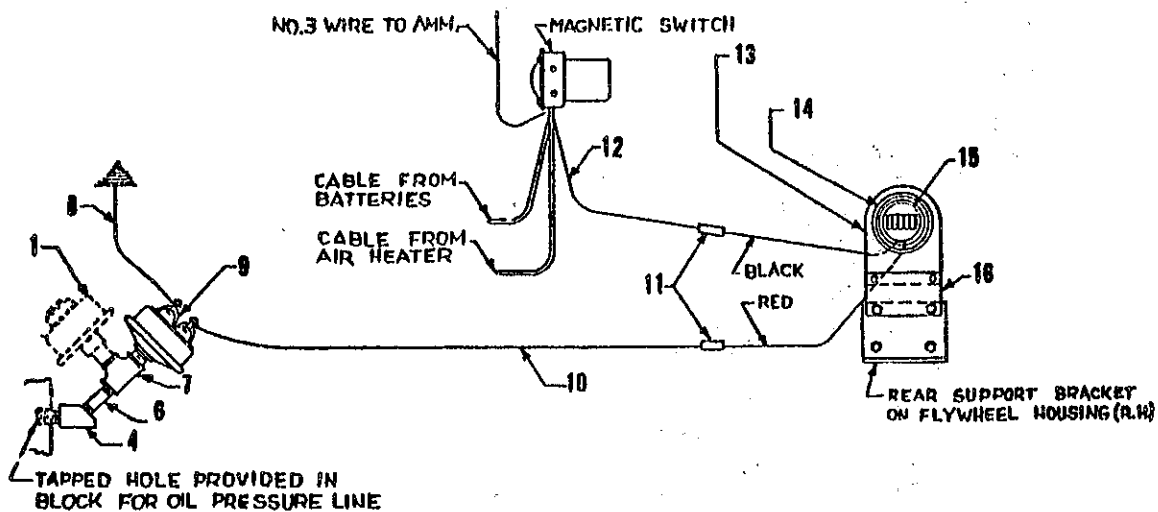 NO.3 WIRE TO AMM.
MAGNETIC SWITCH
13
14
15
12
CABLE FROM
BATTERIES
8
CABLE FROM
AIR HEATER
1
9
11
BLACK
16
RED
10
7
6
4
REAR SUPPORT BRACKET
ON FLYWHEEL HOUSING (R.H)
TAPPED HOLE PROVIDED IN
BLOCK FOR OIL PRESSURE LINE